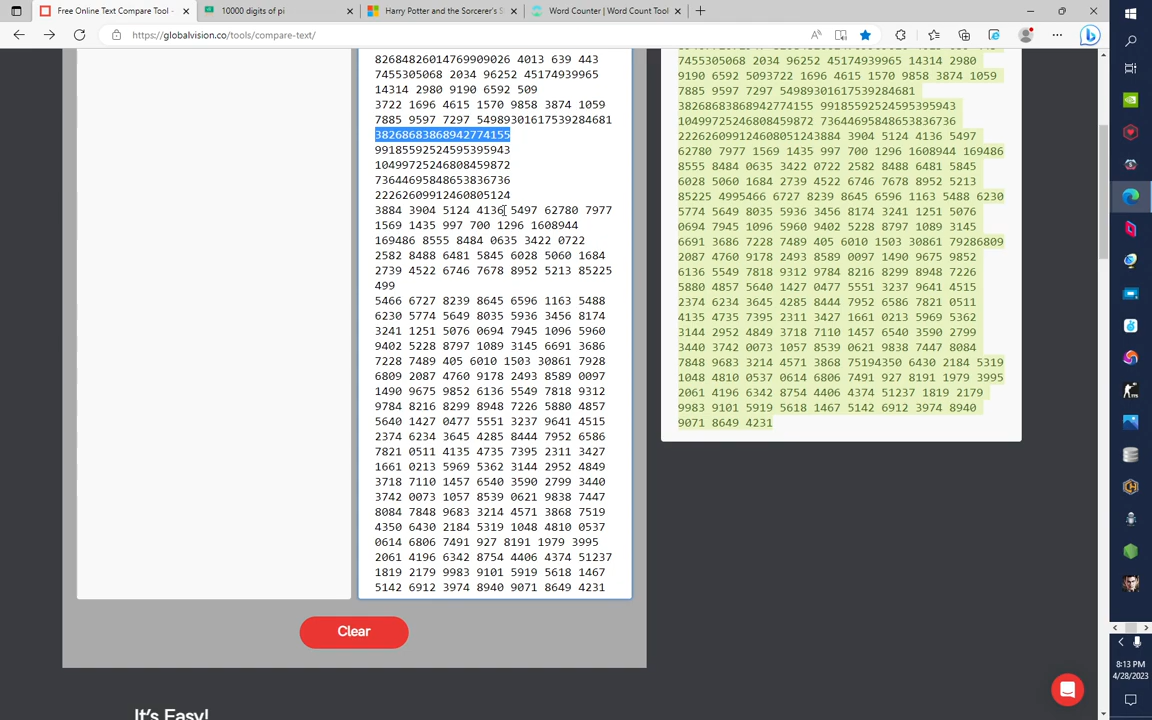 Free Online Text Compare Tool -
10000 digits of pi
Harry Potter and the Sorcerer's S
Word Counter | Word Count Tool
https://globalvision.co/tools/compare-text/
82684826014769909026 4013 639 443
7455305068 2034 96252 45174939965
14314 2980 9190 6592 509
3722 1696 4615 1570 9858 3874 1059
7885 9597 7297 54989301617539284681
38268683868942774155
99185592524595395943
10499725246808459872
73644695848653836736
22262609912460805124
3884 3904 5124 4136 5497 62780 7977
1569 1435 997 700 1296 1608944
169486 8555 8484 0635 3422 0722
2582 8488 6481 5845 6028 5060 1684
2739 4522 6746 7678 8952 5213 85225
499
5466 6727 8239 8645 6596 1163 5488
6230 5774 5649 8035 5936 3456 8174
3241 1251 5076 0694 7945 1096 5960
9402 5228 8797 1089 3145 6691 3686
7228 7489 405 6010 1503 30861 7928
6809 2087 4760 9178 2493 8589 0097
1490 9675 9852 6136 5549 7818 9312
9784 8216 8299 8948 7226 5880 4857
5640 1427 0477 5551 3237 9641 4515
2374 6234 3645 4285 8444 7952 6586
7821 0511 4135 4735 7395 2311 3427
1661 0213 5969 5362 3144 2952 4849
3718 7110 1457 6540 3590 2799 3440
3742 0073 1057 8539 0621 9838 7447
8084 7848 9683 3214 4571 3868 7519
4350 6430 2184 5319 1048 4810 0537
0614 6806 7491 927 8191 1979 3995
2061 4196 6342 8754 4406 4374 51237
1819 2179 9983 9101 5919 5618 1467
5142 6912 3974 8940 9071 8649 4231
7455305068 2034 96252 45174939965 14314 2980
9190 6592 5093722 1696 4615 1570 9858 3874 1059
7885 9597 7297 54989301617539284681
38268683868942774155 99185592524595395943
10499725246808459872 73644695848653836736
222626099124608051243884 3904 5124 4136 5497
62780 7977 1569 1435 997 700 1296 1608944 169486
8555 8484 0635 3422 0722 2582 8488 6481 5845
6028 5060 1684 2739 4522 6746 7678 8952 5213
85225 4995466 6727 8239 8645 6596 1163 5488 6230
5774 5649 8035 5936 3456 8174 3241 1251 5076
0694 7945 1096 5960 9402 5228 8797 1089 3145
6691 3686 7228 7489 405 6010 1503 30861 79286809
2087 4760 9178 2493 8589 0097 1490 9675 9852
6136 5549 7818 9312 9784 8216 8299 8948 7226
5880 4857 5640 1427 0477 5551 3237 9641 4515
2374 6234 3645 4285 8444 7952 6586 7821 0511
4135 4735 7395 2311 3427 1661 0213 5969 5362
3144 2952 4849 3718 7110 1457 6540 3590 2799
3440 3742 0073 1057 8539 0621 9838 7447 8084
7848 9683 3214 4571 3868 75194350 6430 2184 5319
1048 4810 0537 0614 6806 7491 927 8191 1979 3995
2061 4196 6342 8754 4406 4374 51237 1819 2179
9983 9101 5919 5618 1467 5142 6912 3974 8940
9071 8649 4231
Clear
It's Easy!
8:13 PM
4/28/2023